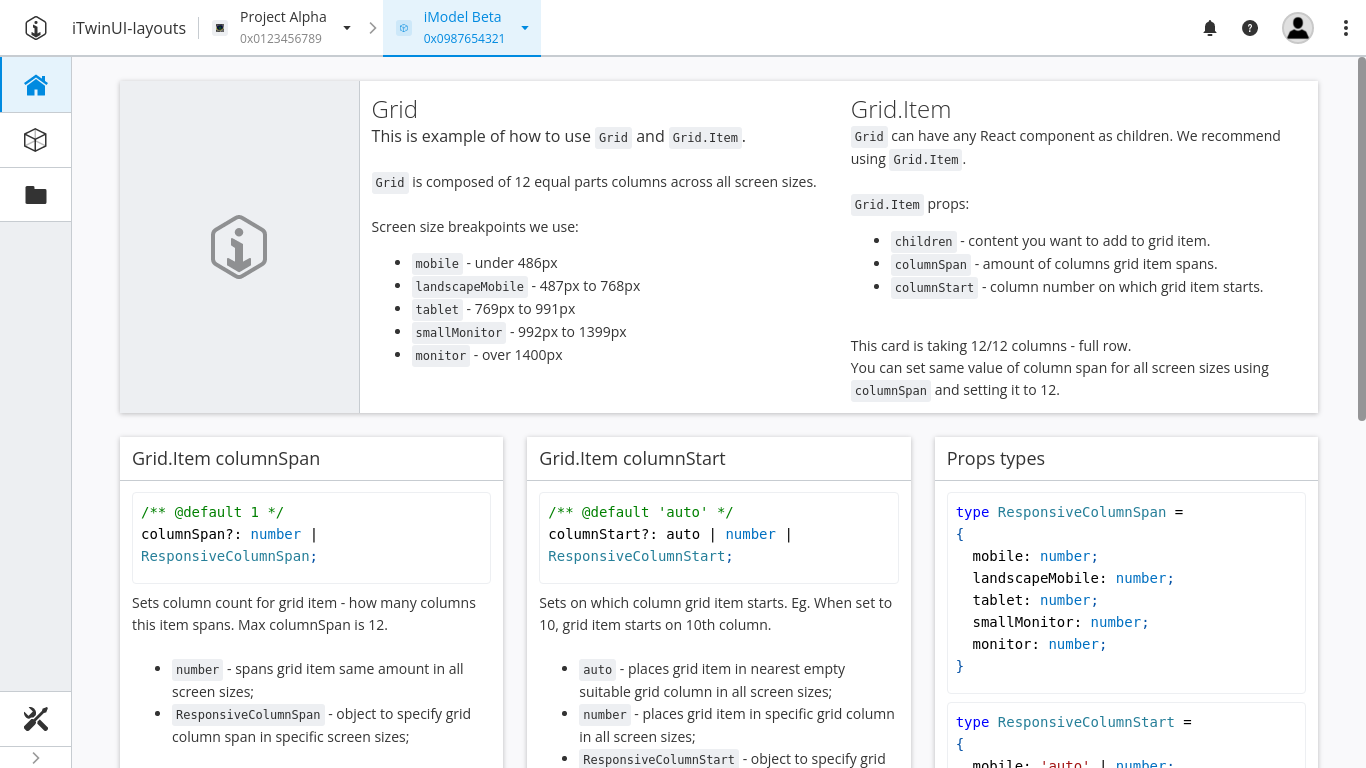 iTwinUI-layouts
Project Alpha
0x0123456789
iModel Beta
0x0987654321
Grid
This is example of how to use Grid and Grid.Item.
Grid is composed of 12 equal parts columns across all screen sizes.
Screen size breakpoints we use:
mobile - under 486px
landscapeMobile - 487px to 768px
tablet - 769px to 991px
smallMonitor - 992px to 1399px
monitor - over 1400px
Grid.Item
Grid can have any React component as children. We recommend
using Grid.Item.
Grid.Item props:
children - content you want to add to grid item.
columnSpan - amount of columns grid item spans.
columnStart - column number on which grid item starts.
This card is taking 12/12 columns - full row.
You can set same value of column span for all screen sizes using
columnSpan and setting it to 12.
Grid.Item columnSpan
/** @default 1 */
columnSpan?: number |
ResponsiveColumnSpan;
Sets column count for grid item - how many columns
this item spans. Max columnSpan is 12.
number - spans grid item same amount in all
screen sizes;
ResponsiveColumnSpan - object to specify grid
column span in specific screen sizes;
Grid.Item columnStart
/** @default 'auto' */
columnStart?: auto | number |
ResponsiveColumnStart;
Sets on which column grid item starts. Eg. When set to
10, grid item starts on 10th column.
auto - places grid item in nearest empty
suitable grid column in all screen sizes;
number - places grid item in specific grid column
in all screen sizes;
ResponsiveColumnStart - object to specify grid
Props types
type ResponsiveColumnSpan =
{
mobile: number;
landscapeMobile: number;
tablet: number;
smallMonitor: number;
monitor: number;
}
type ResponsiveColumnStart =
{
mobile: 'auto' | number;